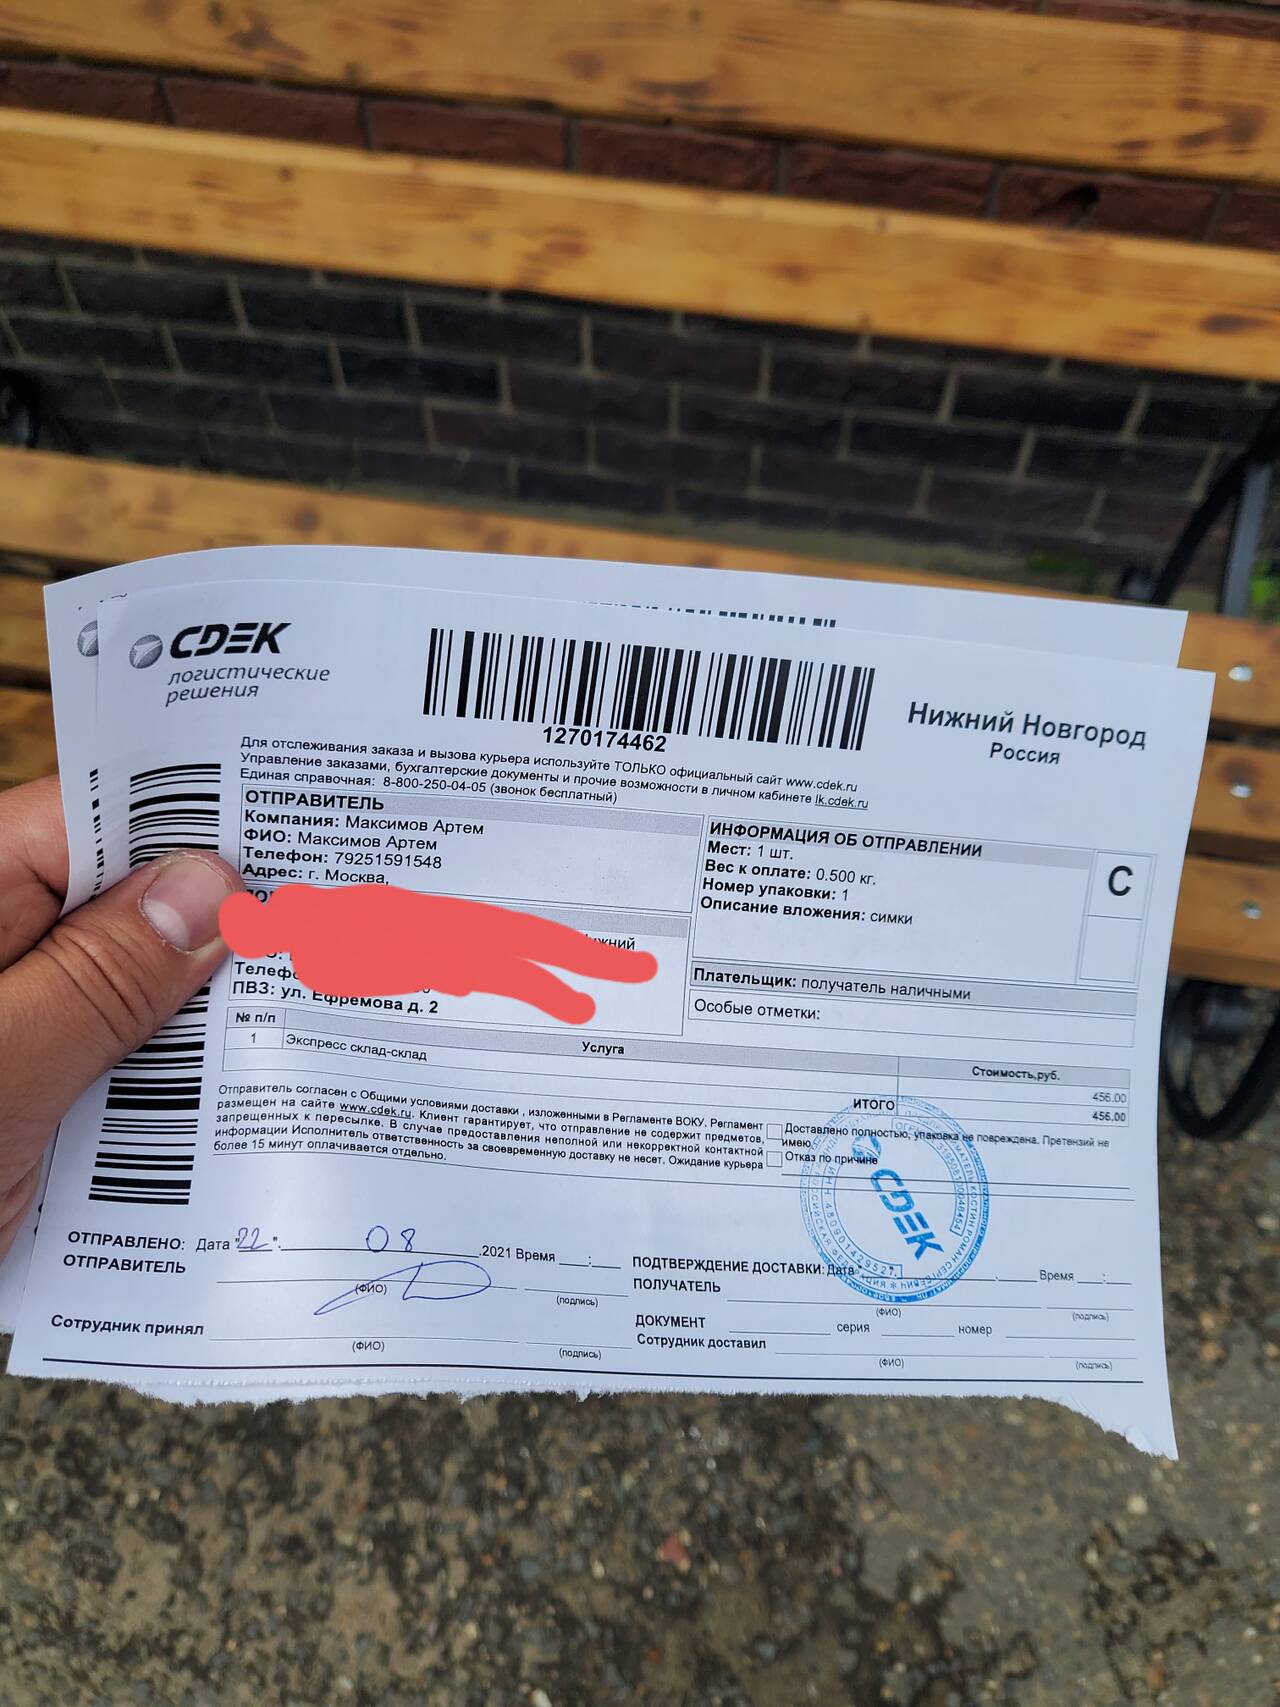 CDEK
логистические
решения
1270174462
Нижний Новгород
Россия
Для отслеживания заказа и вызова курьера используйте ТОЛЬКО официальный сайт www.cdek.ru
Управление заказами, бухгалтерские документы и прочие возможности в личном кабинете lk.cdek.ru
Единая справочная: 8-800-250-04-05 (звонок бесплатный)
ОТПРАВИТЕЛЬ
Компания: Максимов Артем
ФИО: Максимов Артем
Телефон: 79251591548
Адрес: г. Москва,
ПВЗ: ул. Ефремова д. 2
ИНФОРМАЦИЯ ОБ ОТПРАВЛЕНИИ
Мест: 1 шт.
Вес к оплате: 0.500 кг.
Номер упаковки: 1
Описание вложения: симки
С
Плательщик: получатель наличными
Особые отметки:
№ п/п Услуга Стоимость,руб.
1 Экспресс склад-склад 456.00
ИТОГО 456.00
Отправитель согласен с Общими условиями доставки , изложенными в Регламенте ВОКУ. Регламент
размещен на сайте www.cdek.ru. Клиент гарантирует, что отправление не содержит предметов,
запрещенных к пересылке. В случае предоставления неполной или некорректной контактной
информации Исполнитель ответственность за своевременную доставку не несет. Ожидание курьера
более 15 минут оплачивается отдельно.
Доставлено полностью, упаковка не повреждена. Претензий не
имею
Отказ по причине
CDEK
ОТПРАВЛЕНО: Дата "22". 08 .2021 Время __:__
ОТПРАВИТЕЛЬ
(ФИО) (подпись)
Сотрудник принял
(ФИО) (подпись)
ПОДТВЕРЖДЕНИЕ ДОСТАВКИ: Дата Время __:__
ПОЛУЧАТЕЛЬ
(ФИО) (подпись)
ДОКУМЕНТ серия номер
Сотрудник доставил
(ФИО) (подпись)